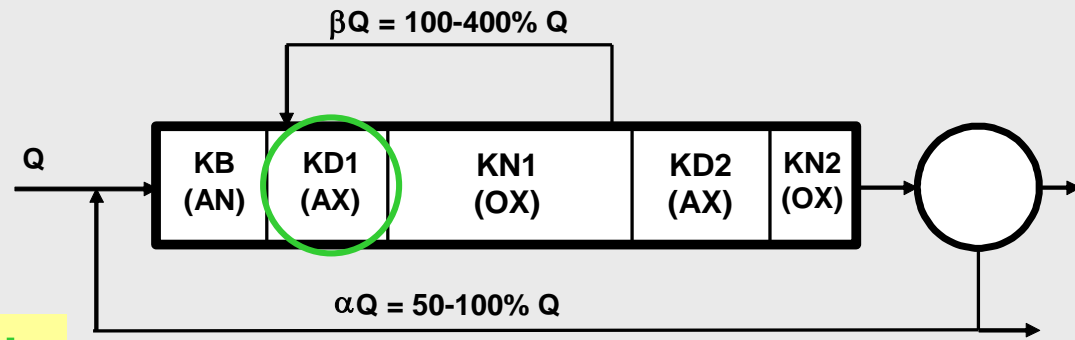 βQ = 100-400% Q
Q
KB
(AN)
KD1
(AX)
KN1
(OX)
KD2
(AX)
KN2
(OX)
αQ = 50-100% Q